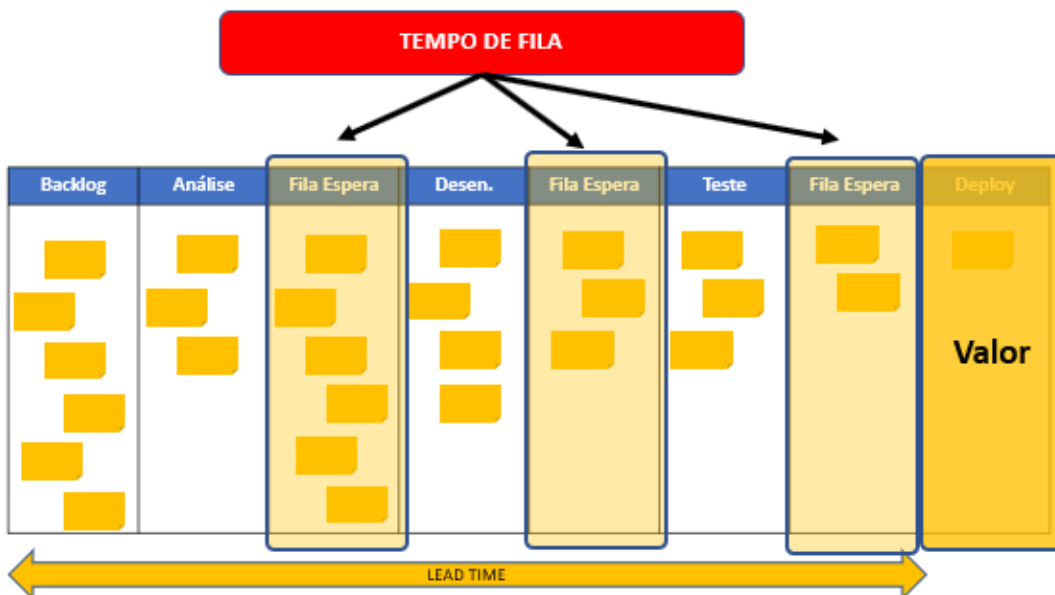 TEMPO DE FILA
Backlog
Análise
Fila Espera
Desen.
Fila Espera
Teste
Fila Espera
Deploy
Valor
LEAD TIME